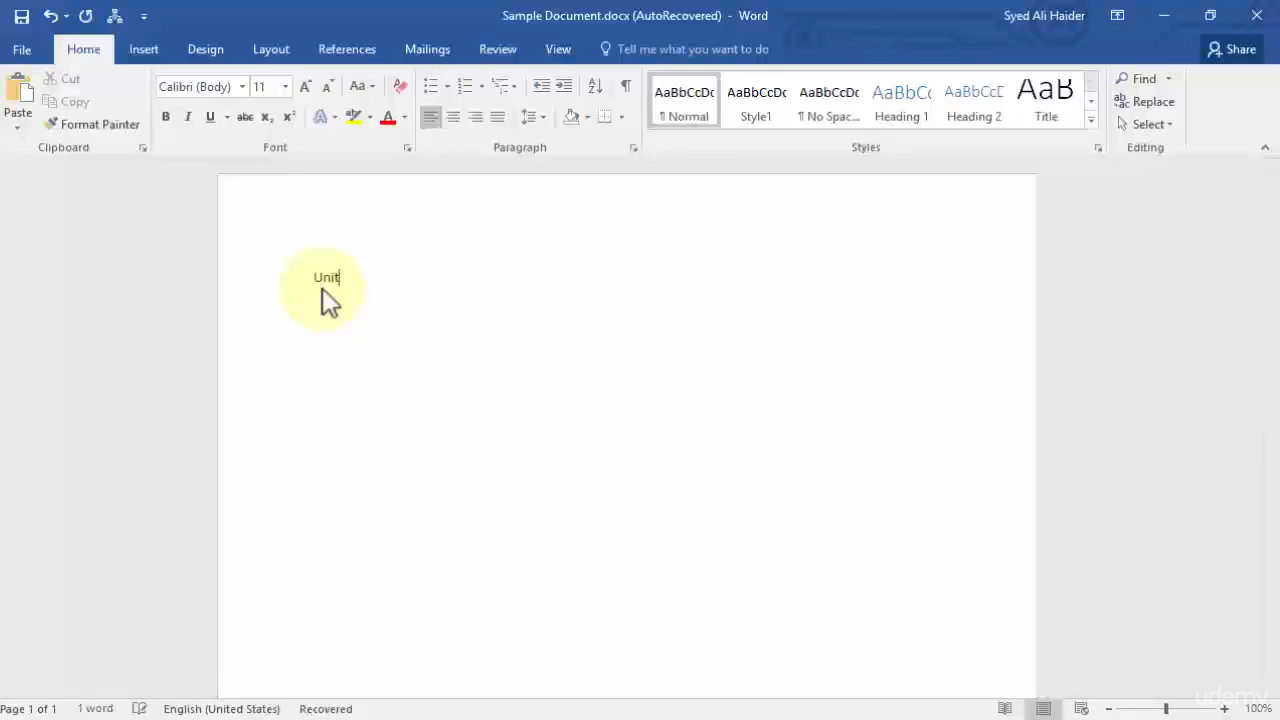 Sample Document.docx (AutoRecovered) - Word
Syed Ali Haider
File Home Insert Design Layout References Mailings Review View Tell me what you want to do Share
Paste
Cut
Copy
Format Painter
Clipboard
Calibri (Body) 11 Aa
B I U abc x₂ x² A A
Font
Paragraph
AaBbCcDc AaBbCcDc AaBbCcDc AaBbCc AaBbCcE AaB
¶ Normal Style1 ¶ No Spac... Heading 1 Heading 2 Title
Styles
Find
Replace
Select
Editing
Unit
Page 1 of 1 1 word English (United States) Recovered 100%
udemy